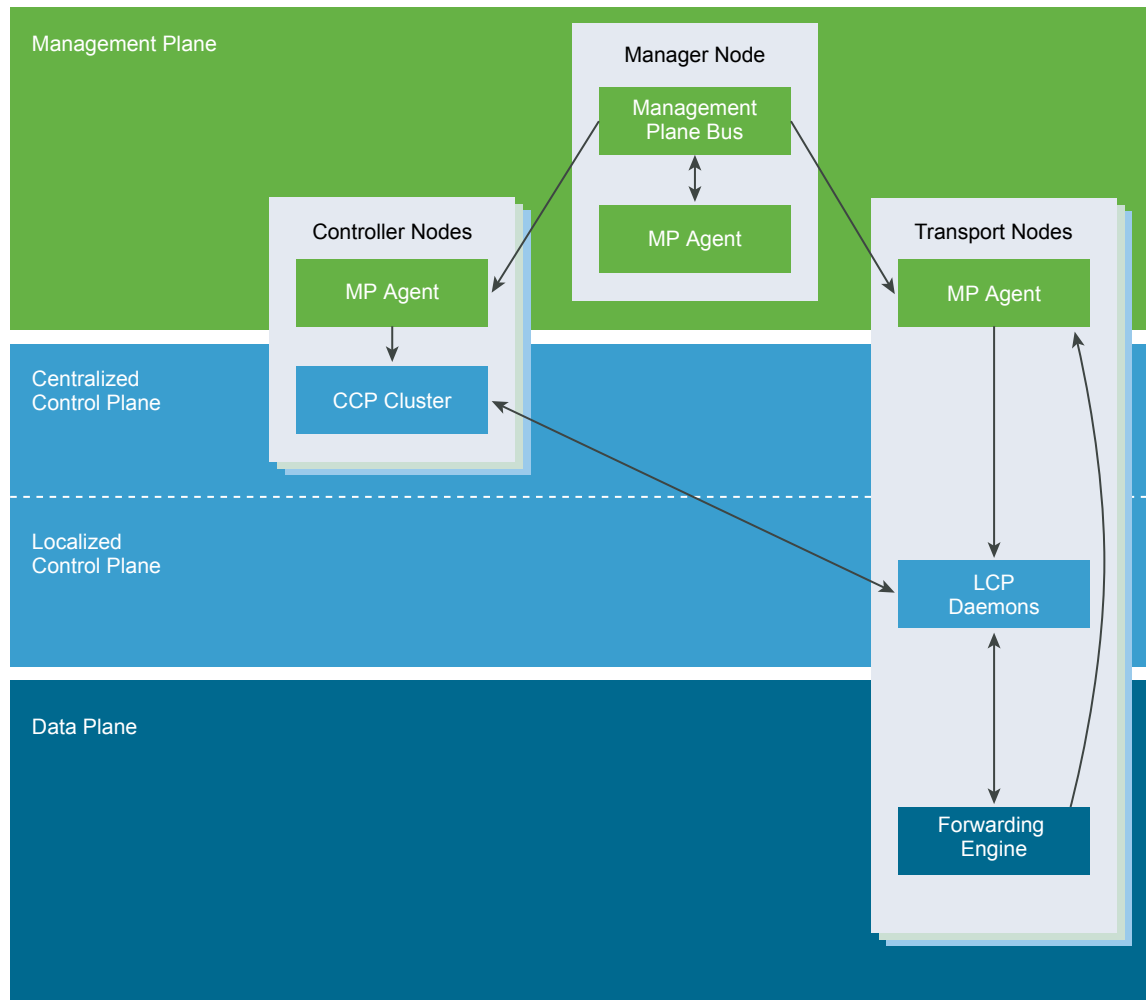 Management Plane
Manager Node
Management
Plane Bus
MP Agent
Controller Nodes
MP Agent
Transport Nodes
MP Agent
Centralized
Control Plane
CCP Cluster
Localized
Control Plane
LCP
Daemons
Data Plane
Forwarding
Engine